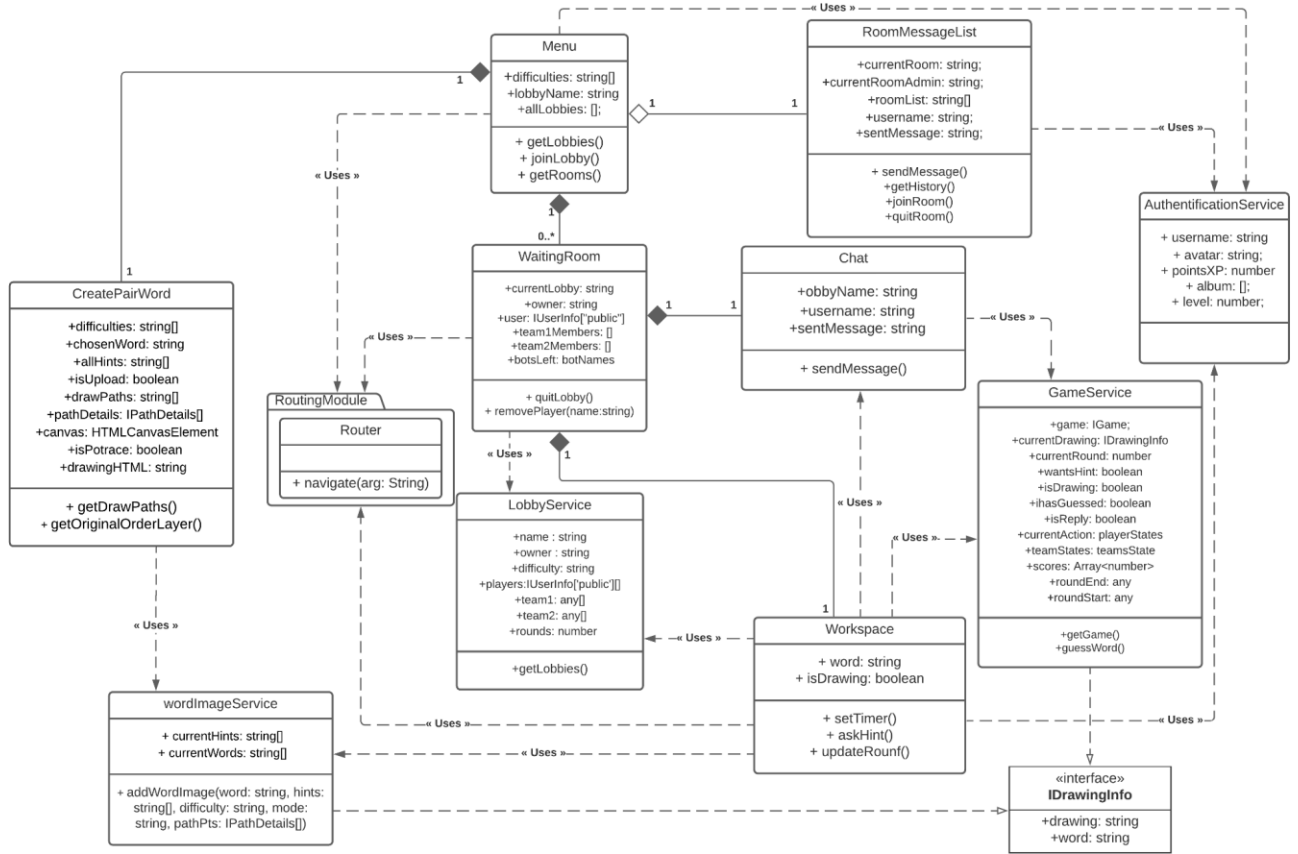 « Uses »
Menu
+difficulties: string[]
+lobbyName: string
+allLobbies: [];
+ getLobbies()
+ joinLobby()
+ getRooms()
1
1
1
RoomMessageList
+currentRoom: string;
+currentRoomAdmin: string;
+roomList: string[]
+username: string;
+sentMessage: string;
+ sendMessage()
+getHistory()
+joinRoom()
+quitRoom()
« Uses »
« Uses »
AuthentificationService
+ username: string
+ avatar: string;
+ pointsXP: number
+ album: [];
+ level: number;
1
0..*
WaitingRoom
+currentLobby: string
+owner: string
+user: IUserInfo["public"]
+team1Members: []
+team2Members: []
+botsLeft: botNames
+ quitLobby()
+ removePlayer(name:string)
1
1
Chat
+obbyName: string
+username: string
+sentMessage: string
+ sendMessage()
« Uses »
1
CreatePairWord
+difficulties: string[]
+chosenWord: string
+allHints: string[]
+isUpload: boolean
+drawPaths: string[]
+pathDetails: IPathDetails[]
+canvas: HTMLCanvasElement
+isPotrace: boolean
+drawingHTML: string
+ getDrawPaths()
+ getOriginalOrderLayer()
« Uses »
RoutingModule
Router
+ navigate(arg: String)
GameService
+game: IGame;
+currentDrawing: IDrawingInfo
+currentRound: number
+wantsHint: boolean
+isDrawing: boolean
+ihasGuessed: boolean
+isReply: boolean
+currentAction: playerStates
+teamStates: teamsState
+scores: Array<number>
+roundEnd: any
+roundStart: any
+getGame()
+guessWord()
« Uses »
1
LobbyService
+name : string
+owner : string
+difficulty: string
+players:IUserInfo['public'][]
+team1: any[]
+team2: any[]
+rounds: number
+getLobbies()
« Uses »
« Uses »
1
« Uses »
Workspace
+ word: string
+ isDrawing: boolean
+ setTimer()
+ askHint()
+ updateRounf()
« Uses »
« Uses »
« Uses »
« Uses »
wordImageService
+ currentHints: string[]
+ currentWords: string[]
+ addWordImage(word: string, hints:
string[], difficulty: string, mode:
string, pathPts: IPathDetails[])
«interface»
IDrawingInfo
+drawing: string
+word: string